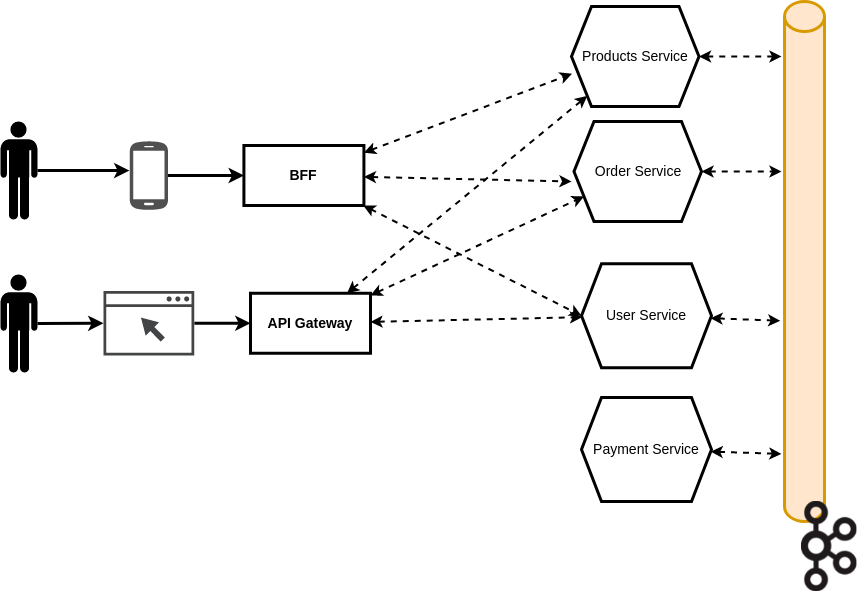 Products Service
BFF
Order Service
API Gateway
User Service
Payment Service